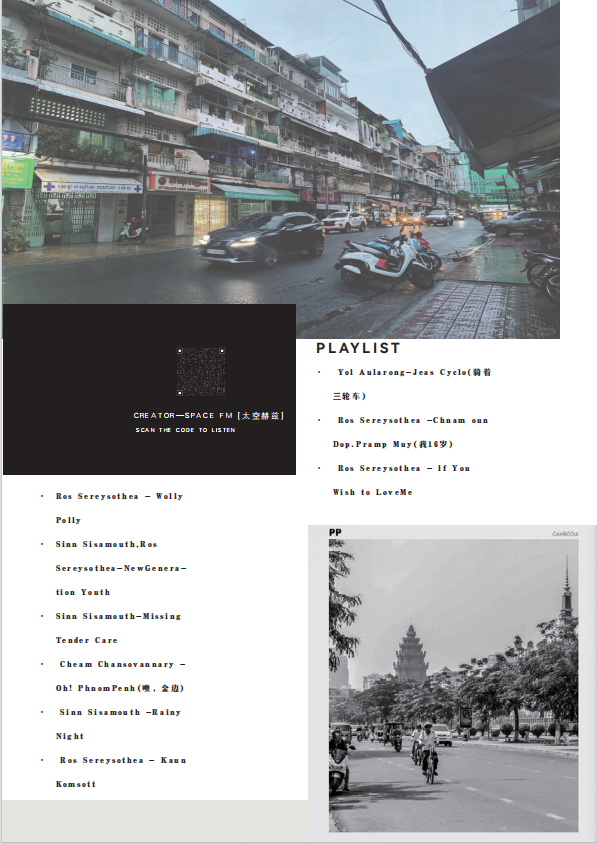 CREATOR—SPACE FM [太空赫兹]
SCAN THE CODE TO LISTEN
PLAYLIST
• Yol Aularong—Jeas Cyclo(骑着
三轮车)
• Ros Sereysothea —Chnam oun
Dop.Pramp Muy(我16岁)
• Ros Sereysothea — If You
Wish to LoveMe
• Ros Sereysothea — Wolly
Polly
• Sinn Sisamouth,Ros
Sereysothea—NewGenera—
tion Youth
• Sinn Sisamouth—Missing
Tender Care
• Cheam Chansovannary —
Oh! PhnomPenh(噢，金边)
• Sinn Sisamouth —Rainy
Night
• Ros Sereysothea — Kaun
Komsott
PP
CAMBODIA